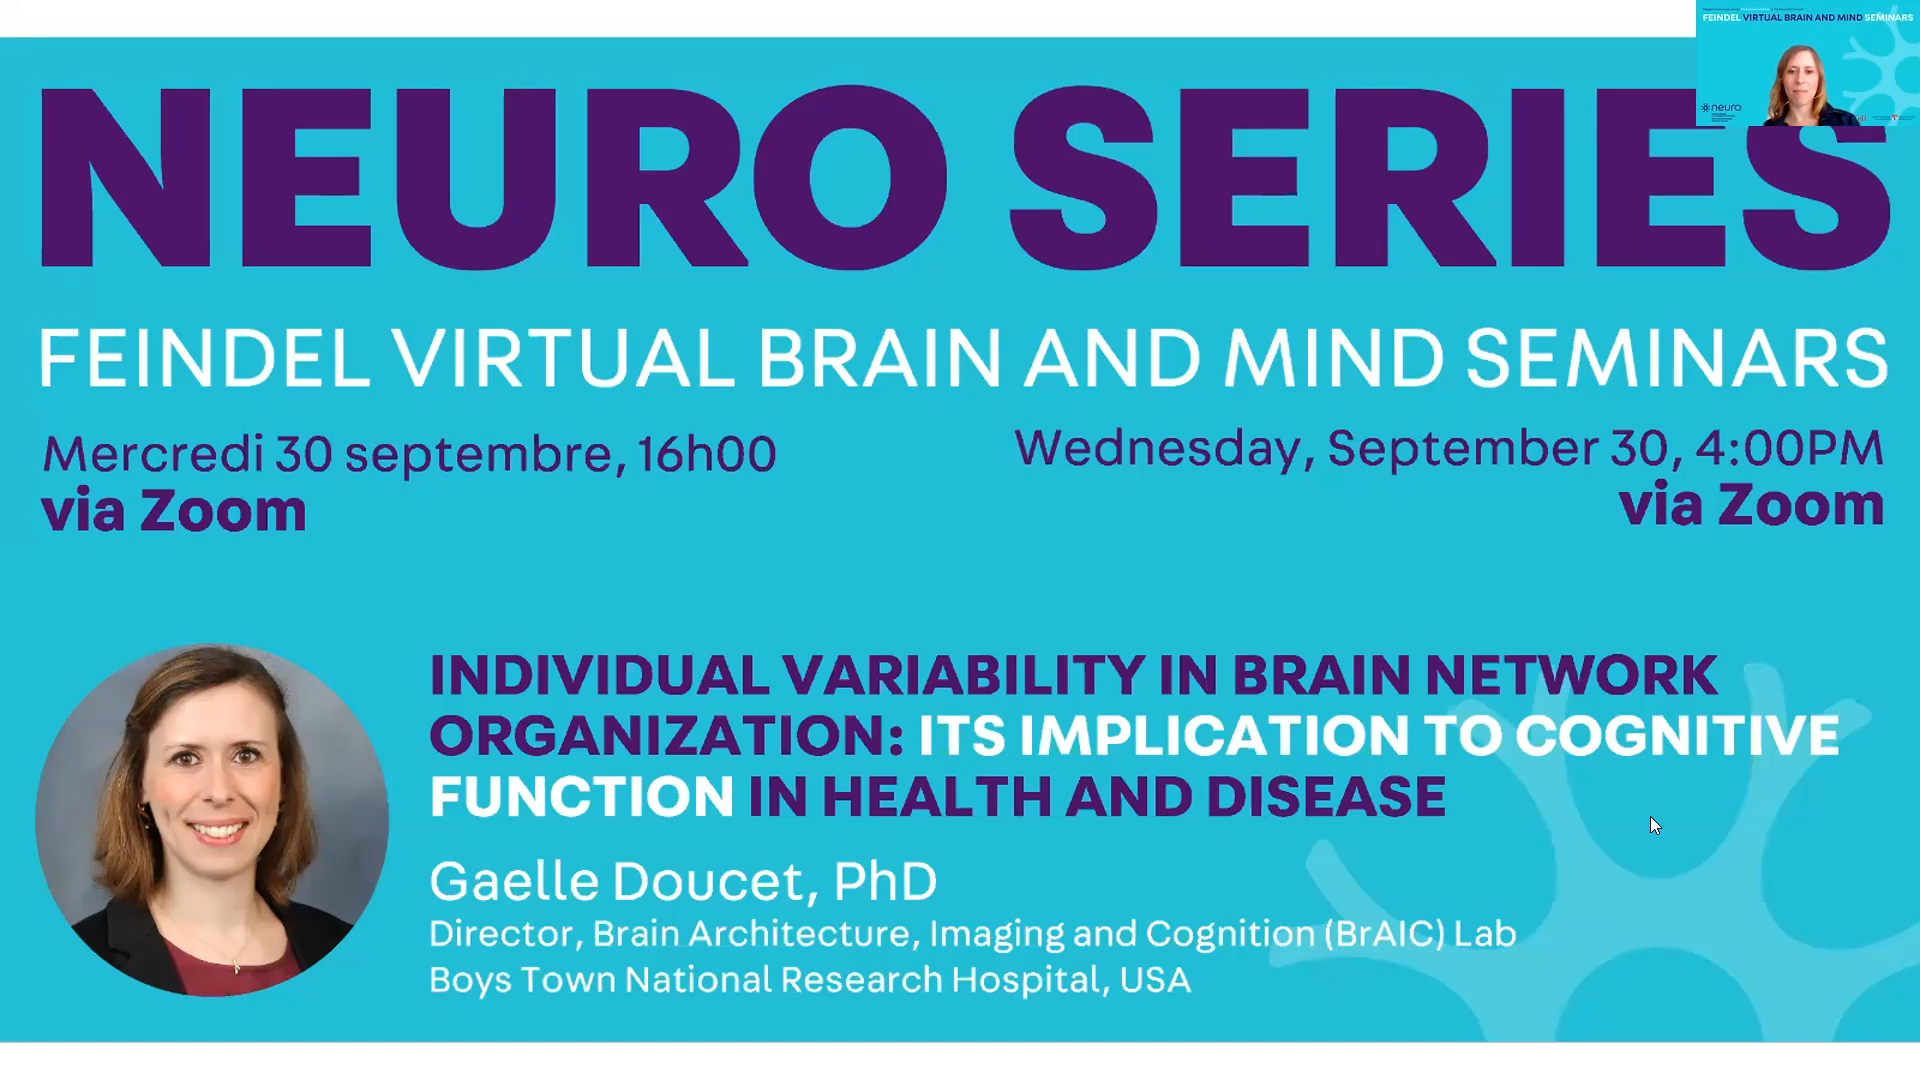 NEURO SERIES
FEINDEL VIRTUAL BRAIN AND MIND SEMINARS
neuro
FEINDEL VIRTUAL BRAIN AND MIND SEMINARS
Mercredi 30 septembre, 16h00
via Zoom
Wednesday, September 30, 4:00PM
via Zoom
INDIVIDUAL VARIABILITY IN BRAIN NETWORK
ORGANIZATION: ITS IMPLICATION TO COGNITIVE
FUNCTION IN HEALTH AND DISEASE
Gaelle Doucet, PhD
Director, Brain Architecture, Imaging and Cognition (BrAIC) Lab
Boys Town National Research Hospital, USA